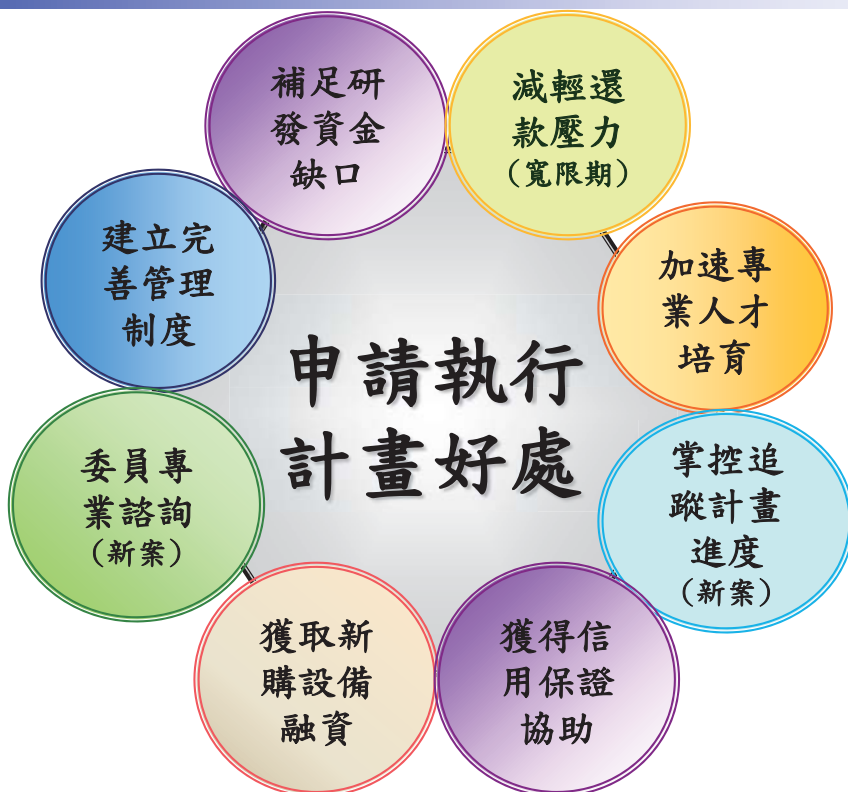 補足研
發資金
缺口
減輕還
款壓力
（寬限期）
建立完
善管理
制度
加速專
業人才
培育
申請執行
計畫好處
委員專
業諮詢
（新案）
掌控追
蹤計畫
進度
（新案）
獲取新
購設備
融資
獲得信
用保證
協助